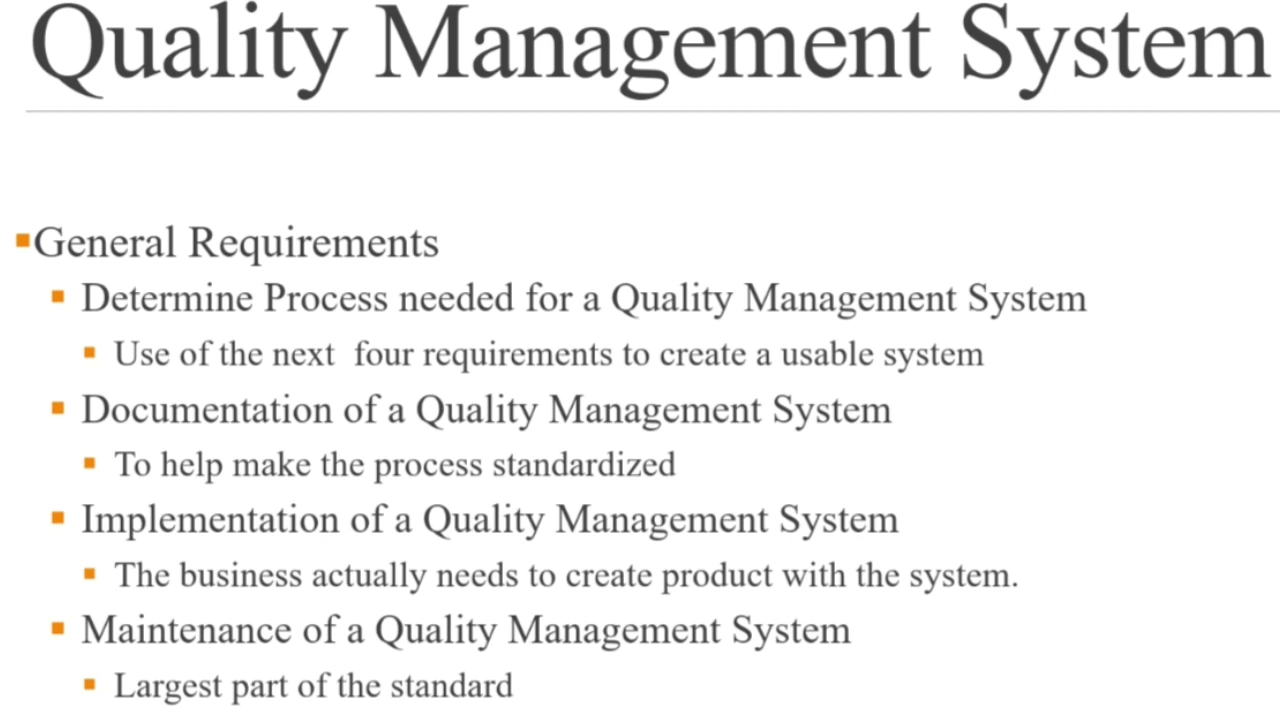 Quality Management System
General Requirements
Determine Process needed for a Quality Management System
Use of the next four requirements to create a usable system
Documentation of a Quality Management System
To help make the process standardized
Implementation of a Quality Management System
The business actually needs to create product with the system.
Maintenance of a Quality Management System
Largest part of the standard